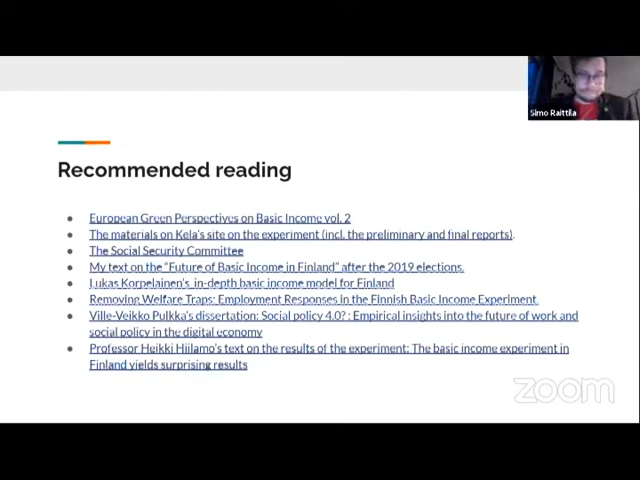 Simo Raittila
Recommended reading
European Green Perspectives on Basic Income vol. 2
The materials on Kela's site on the experiment (incl. the preliminary and final reports).
The Social Security Committee
My text on the "Future of Basic Income in Finland" after the 2019 elections.
Lukas Korpelainen's in-depth basic income model for Finland
Removing Welfare Traps: Employment Responses in the Finnish Basic Income Experiment.
Ville-Veikko Pulkka's dissertation: Social policy 4.0? : Empirical insights into the future of work and
social policy in the digital economy
Professor Heikki Hiilamo's text on the results of the experiment: The basic income experiment in
Finland yields surprising results
zoom